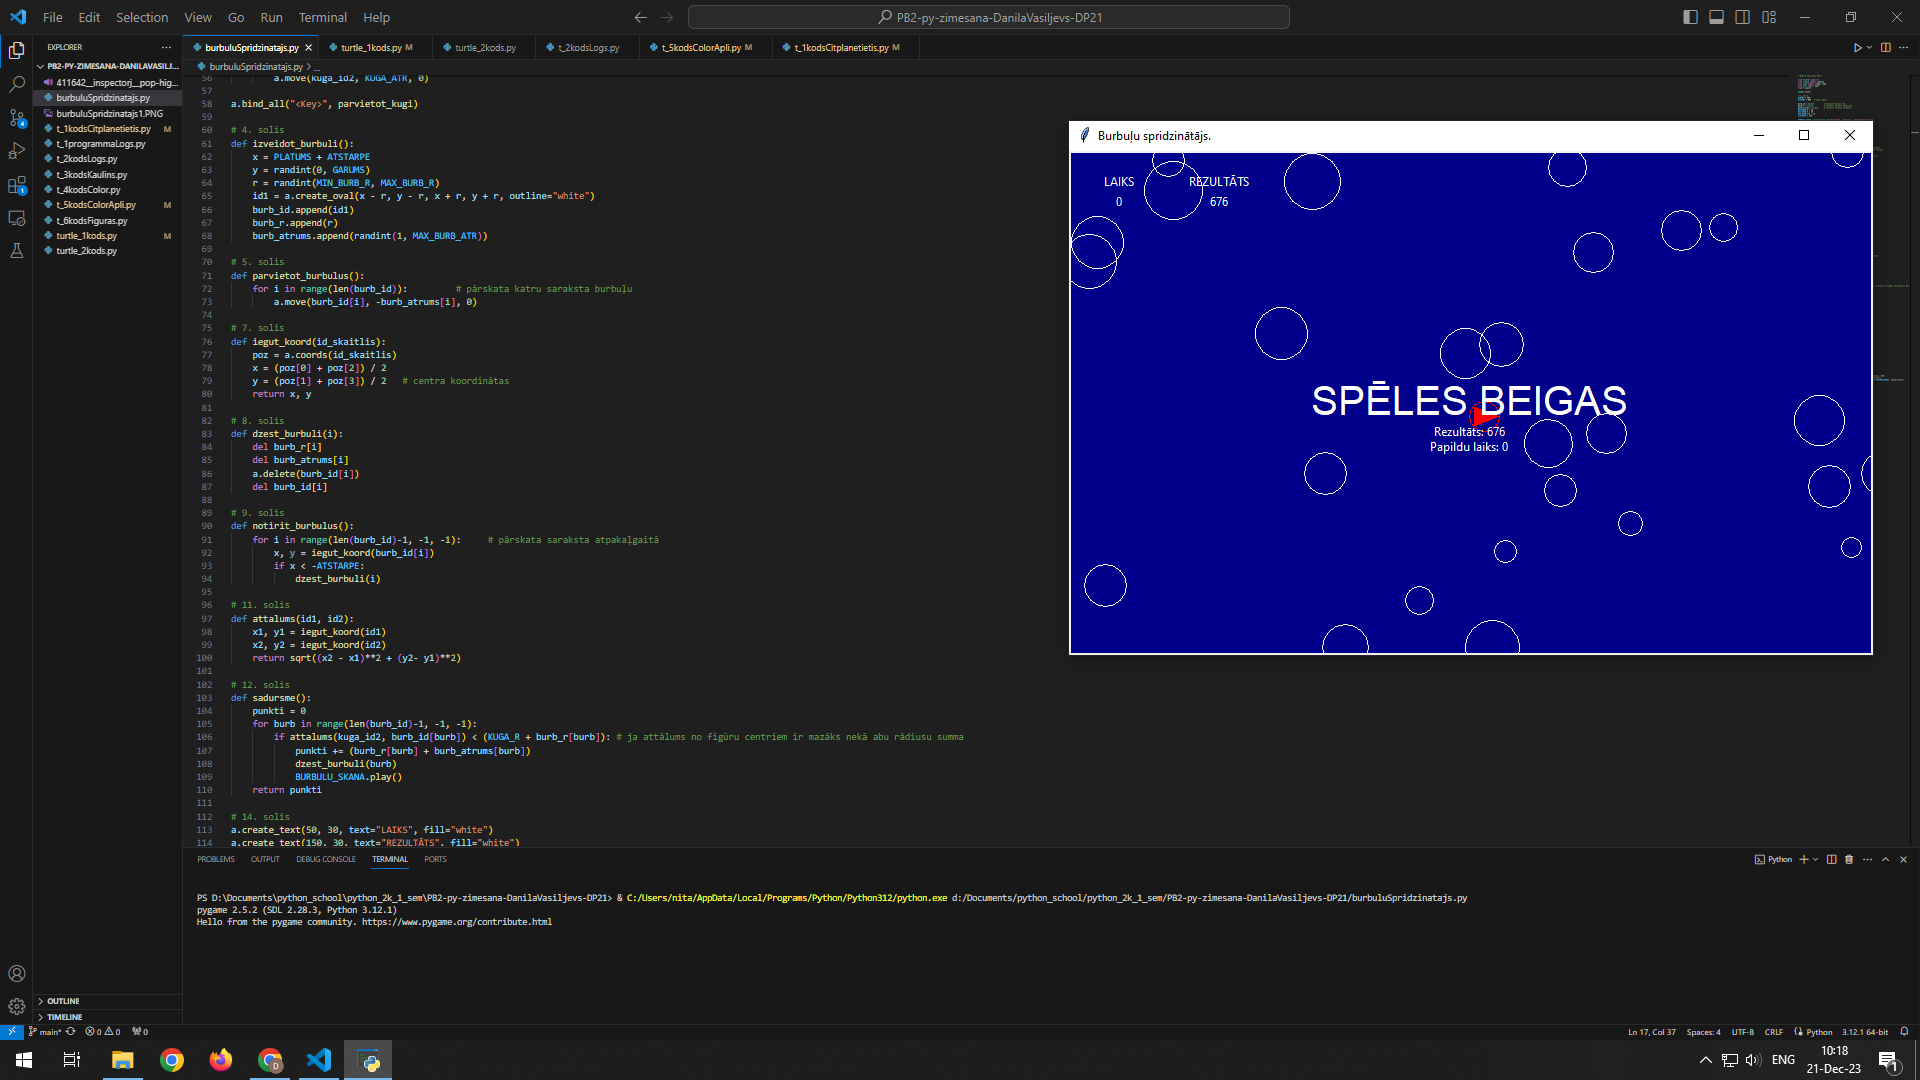 File Edit Selection View Go Run Terminal Help
PB2-py-zimesana-DanilaVasiljevs-DP21
EXPLORER
PB2-PY-ZIMESANA-DANILAVASILJ...
411642__inspectorj__pop-hig...
burbuluSpridzinatajs.py
burbuluSpridzinatajs1.PNG
t_1kodsCitplanetietis.py M
t_1programmaLogs.py
t_2kodsLogs.py
t_3kodsKaulins.py
t_4kodsColor.py
t_5kodsColorApli.py M
t_6kodsFiguras.py
turtle_1kods.py M
turtle_2kods.py
OUTLINE
TIMELINE
burbuluSpridzinatajs.py turtle_1kods.py M turtle_2kods.py t_2kodsLogs.py t_5kodsColorApli.py M t_1kodsCitplanetietis.py M
burbuluSpridzinatajs.py > ...
56 a.move(kuga_id2, KUGA_ATR, 0)
57
58 a.bind_all("<Key>", parvietot_kugi)
59
60 # 4. solis
61 def izveidot_burbuli():
62 x = PLATUMS + ATSTARPE
63 y = randint(0, GARUMS)
64 r = randint(MIN_BURB_R, MAX_BURB_R)
65 id1 = a.create_oval(x - r, y - r, x + r, y + r, outline="white")
66 burb_id.append(id1)
67 burb_r.append(r)
68 burb_atrums.append(randint(1, MAX_BURB_ATR))
69
70 # 5. solis
71 def parvietot_burbulus():
72 for i in range(len(burb_id)): # pārskata katru saraksta burbuļu
73 a.move(burb_id[i], -burb_atrums[i], 0)
74
75 # 7. solis
76 def iegut_koord(id_skaitlis):
77 poz = a.coords(id_skaitlis)
78 x = (poz[0] + poz[2]) / 2
79 y = (poz[1] + poz[3]) / 2 # centra koordinātas
80 return x, y
81
82 # 8. solis
83 def dzest_burbuli(i):
84 del burb_r[i]
85 del burb_atrums[i]
86 a.delete(burb_id[i])
87 del burb_id[i]
88
89 # 9. solis
90 def notirit_burbulus():
91 for i in range(len(burb_id)-1, -1, -1): # pārskata saraksta atpakaļgaitā
92 x, y = iegut_koord(burb_id[i])
93 if x < -ATSTARPE:
94 dzest_burbuli(i)
95
96 # 11. solis
97 def attalums(id1, id2):
98 x1, y1 = iegut_koord(id1)
99 x2, y2 = iegut_koord(id2)
100 return sqrt((x2 - x1)**2 + (y2- y1)**2)
101
102 # 12. solis
103 def sadursme():
104 punkti = 0
105 for burb in range(len(burb_id)-1, -1, -1):
106 if attalums(kuga_id2, burb_id[burb]) < (KUGA_R + burb_r[burb]): # ja attālums no figūru centriem ir mazāks nekā abu rādiusu summa
107 punkti += (burb_r[burb] + burb_atrums[burb])
108 dzest_burbuli(burb)
109 BURBULU_SKANA.play()
110 return punkti
111
112 # 14. solis
113 a.create_text(50, 30, text="LAIKS", fill="white")
114 a.create_text(150, 30, text="REZULTĀTS", fill="white")
Burbuļu spridzinātājs.
LAIKS REZULTĀTS
0 676
SPĒLES BEIGAS
Rezultāts: 676
Papildu laiks: 0
PROBLEMS OUTPUT DEBUG CONSOLE TERMINAL PORTS
Python
PS D:\Documents\python_school\python_2k_1_sem\PB2-py-zimesana-DanilaVasiljevs-DP21> & C:/Users/nita/AppData/Local/Programs/Python/Python312/python.exe d:/Documents/python_school/python_2k_1_sem/PB2-py-zimesana-DanilaVasiljevs-DP21/burbuluSpridzinatajs.py
pygame 2.5.2 (SDL 2.28.3, Python 3.12.1)
Hello from the pygame community. https://www.pygame.org/contribute.html
main* 0 0 0
Ln 17, Col 37 Spaces: 4 UTF-8 CRLF Python 3.12.1 64-bit
ENG
10:18
21-Dec-23
1